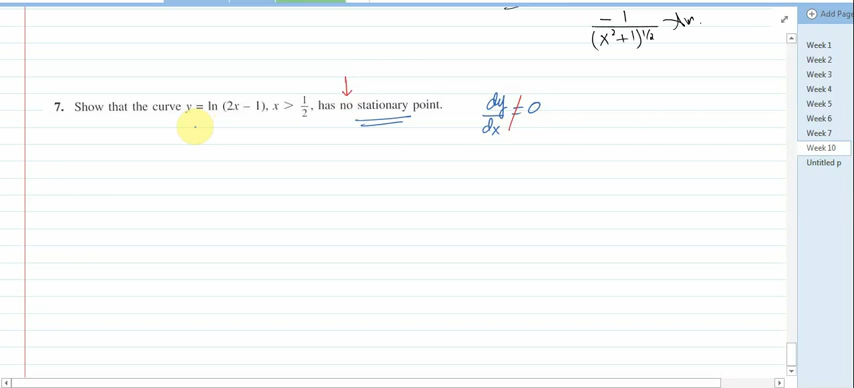 Add Page
- 1
(x² + 1)^1/2
Week 1
Week 2
Week 3
Week 4
Week 5
Week 6
Week 7
Week 10
Untitled p
7. Show that the curve y = ln (2x − 1), x > 1/2, has no stationary point.
dy/dx ≠ 0